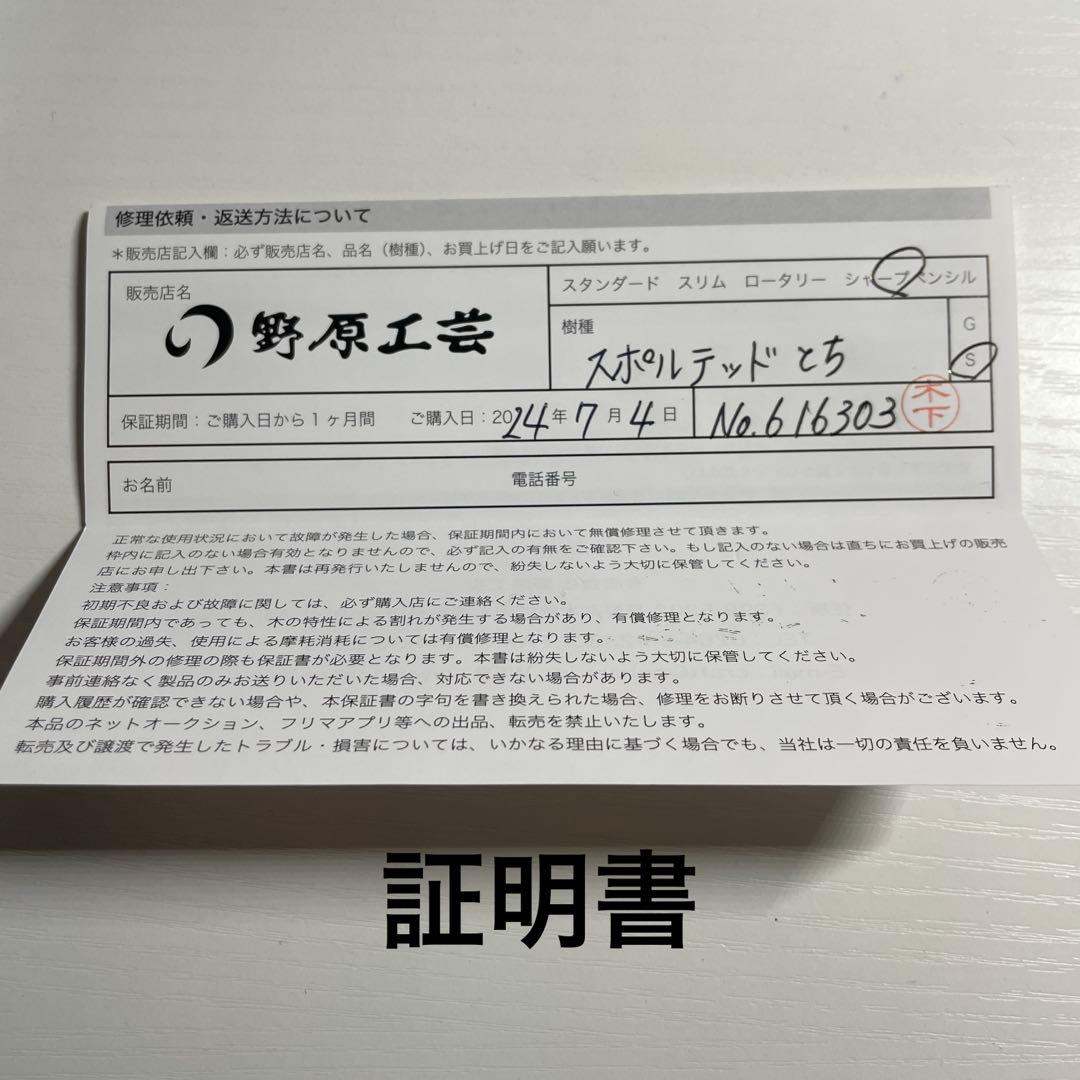 修理依頼・返送方法について
＊販売店記入欄：必ず販売店名、品名（樹種）、お買上げ日をご記入願います。
販売店名
野原工芸
スタンダード スリム ロータリー シャープペンシル
樹種
スポルテッドとち
G
S
保証期間：ご購入日から1ヶ月間 ご購入日：2024年7月4日
No.616303
木下
お名前 電話番号
正常な使用状況において故障が発生した場合、保証期間内において無償修理させて頂きます。
枠内に記入のない場合有効となりませんので、必ず記入の有無をご確認下さい。もし記入のない場合は直ちにお買上げの販売
店にお申し出下さい。本書は再発行いたしませんので、紛失しないよう大切に保管してください。
注意事項：
初期不良および故障に関しては、必ず購入店にご連絡ください。
保証期間内であっても、木の特性による割れが発生する場合があり、有償修理となります。
お客様の過失、使用による摩耗消耗については有償修理となります。
保証期間外の修理の際も保証書が必要となります。本書は紛失しないよう大切に保管してください。
事前連絡なく製品のみお送りいただいた場合、対応できない場合があります。
購入履歴が確認できない場合や、本保証書の字句を書き換えられた場合、修理をお断りさせて頂く場合がございます。
本品のネットオークション、フリマアプリ等への出品、転売を禁止いたします。
転売及び譲渡で発生したトラブル・損害については、いかなる理由に基づく場合でも、当社は一切の責任を負いません。
証明書